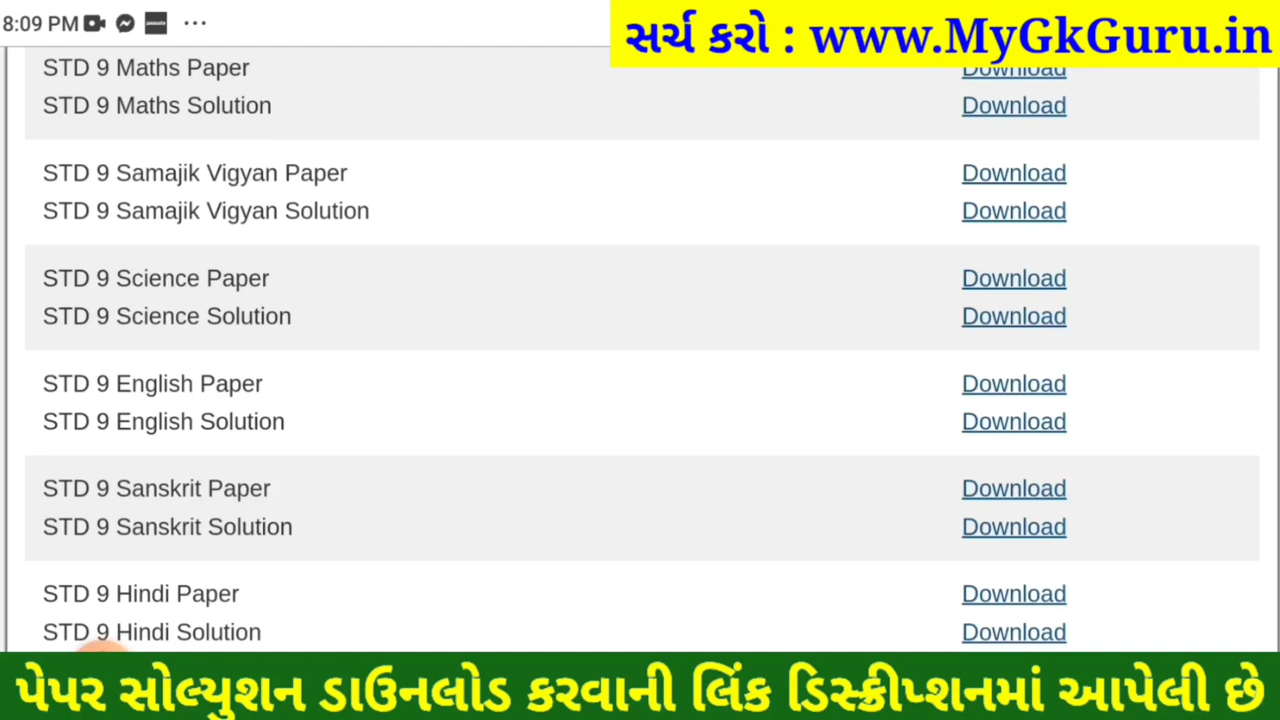 8:09 PM ...
સર્ચ કરો : www.MyGkGuru.in
STD 9 Maths Paper Download
STD 9 Maths Solution Download
STD 9 Samajik Vigyan Paper Download
STD 9 Samajik Vigyan Solution Download
STD 9 Science Paper Download
STD 9 Science Solution Download
STD 9 English Paper Download
STD 9 English Solution Download
STD 9 Sanskrit Paper Download
STD 9 Sanskrit Solution Download
STD 9 Hindi Paper Download
STD 9 Hindi Solution Download
પેપર સોલ્યુશન ડાઉનલોડ કરવાની લિંક ડિસ્ક્રીપ્શનમાં આપેલી છે